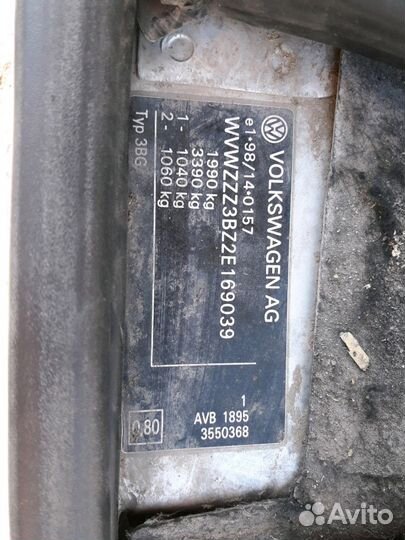 VOLKSWAGEN AG
e1*98/14*0157
WVWZZZ3BZ2E169039
1990 kg
3390 kg
1 - 1040 kg
2 - 1060 kg
Typ 3BG
1
AVB 1895
3550368
0.80
Avito